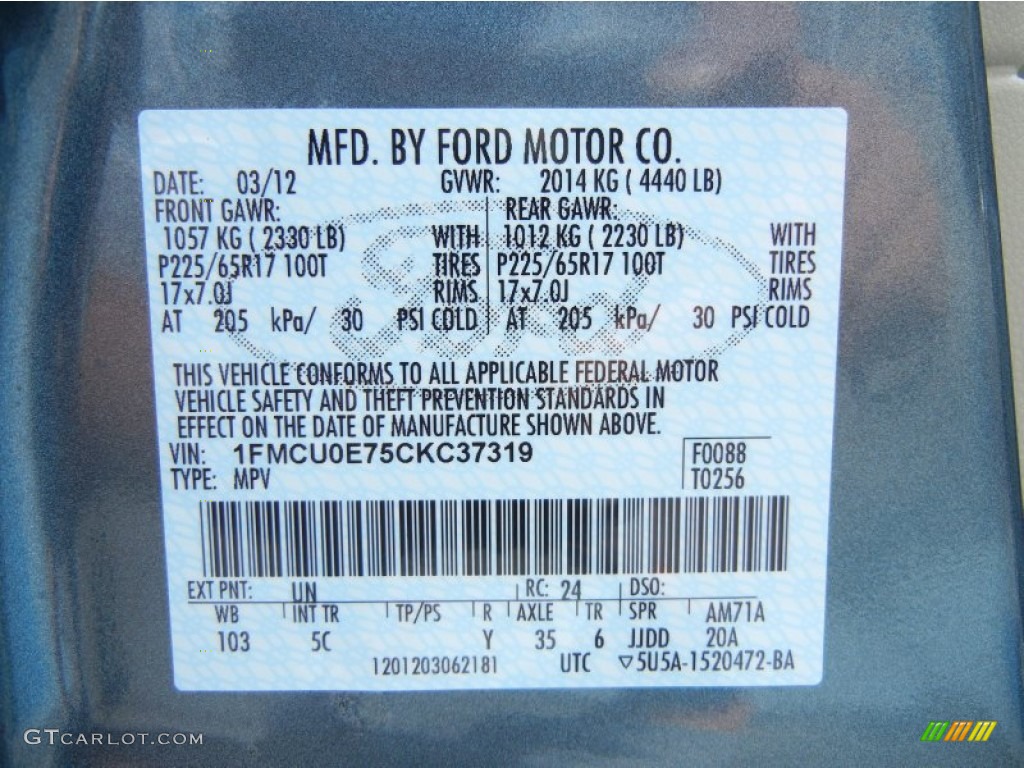 MFD. BY FORD MOTOR CO.
DATE: 03/12 GVWR: 2014 KG ( 4440 LB)
FRONT GAWR: REAR GAWR:
1057 KG ( 2330 LB) WITH 1012 KG ( 2230 LB) WITH
P225/65R17 100T TIRES P225/65R17 100T TIRES
17x7.0J RIMS 17x7.0J RIMS
AT 205 kPa/ 30 PSI COLD AT 205 kPa/ 30 PSI COLD
Ford
THIS VEHICLE CONFORMS TO ALL APPLICABLE FEDERAL MOTOR
VEHICLE SAFETY AND THEFT PREVENTION STANDARDS IN
EFFECT ON THE DATE OF MANUFACTURE SHOWN ABOVE.
VIN: 1FMCU0E75CKC37319 F0088
TYPE: MPV T0256
EXT PNT: UN RC: 24 DSO:
WB INT TR TP/PS R AXLE TR SPR AM71A
103 5C Y 35 6 JJDD 20A
1201203062181 UTC ▽5U5A-1520472-BA
GTCARLOT.COM